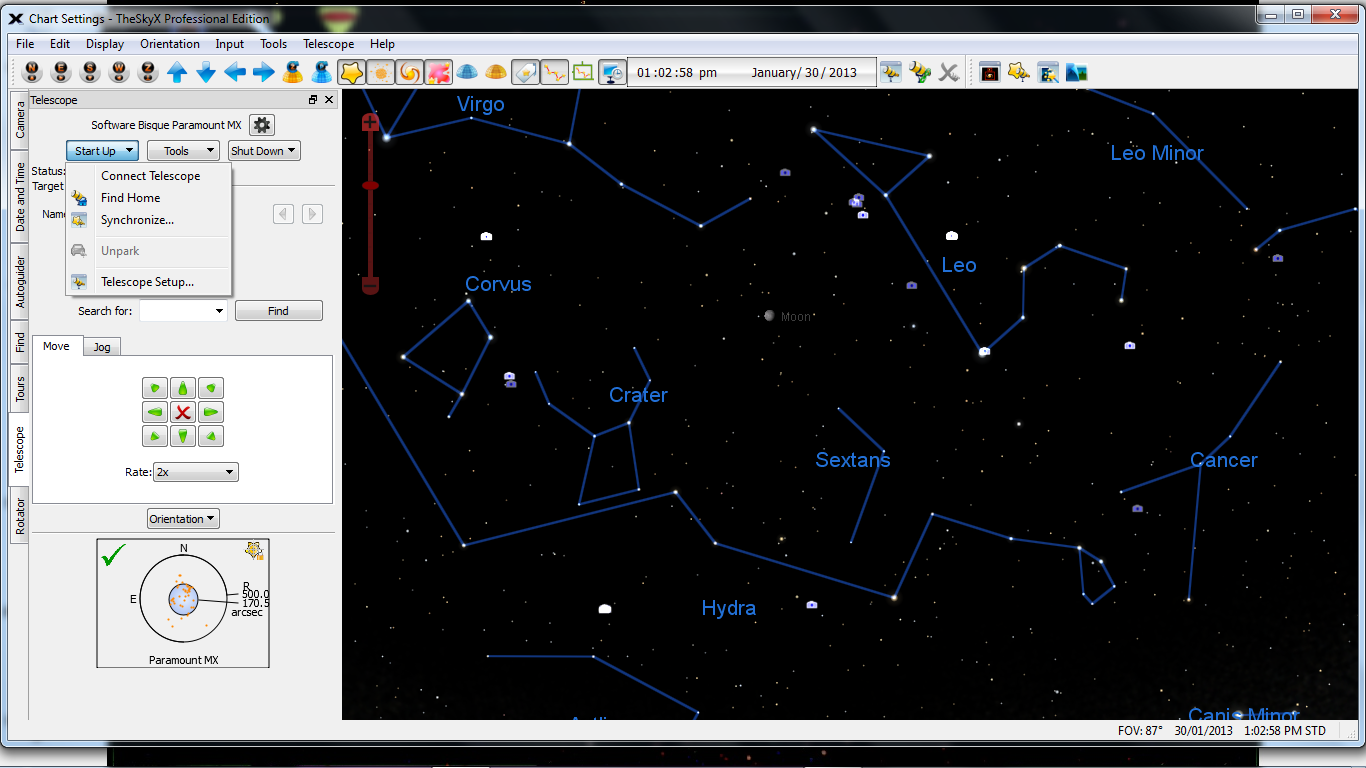 Chart Settings - TheSkyX Professional Edition
File Edit Display Orientation Input Tools Telescope Help
N E S W Z 01:02:58 pm January/ 30 / 2013
Telescope
Camera
Date and Time
Autoguider
Find
Tours
Telescope
Rotator
Software Bisque Paramount MX
Start Up Tools Shut Down
Status:
Target
Connect Telescope
Find Home
Synchronize...
Unpark
Telescope Setup...
Search for: Find
Move Jog
Rate: 2x
Orientation
N
E
R
500.0
170.5
arcsec
Paramount MX
Virgo
Leo Minor
Leo
Corvus
Moon
Crater
Sextans
Cancer
Hydra
Canis Minor
FOV: 87° 30/01/2013 1:02:58 PM STD